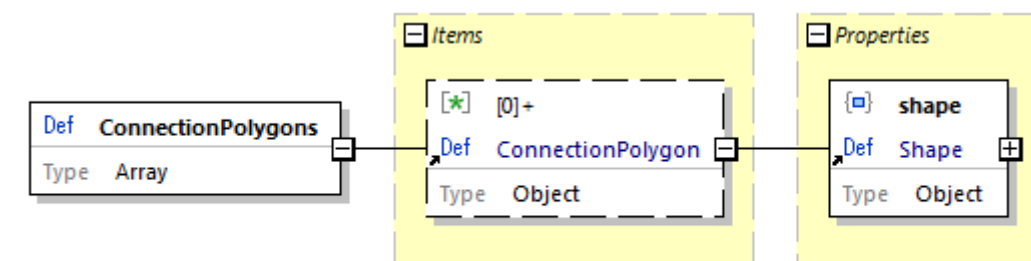 Items
Properties
[*] [0]+
{} shape
Def ConnectionPolygons
Def ConnectionPolygon
Def Shape
Type Array
Type Object
Type Object